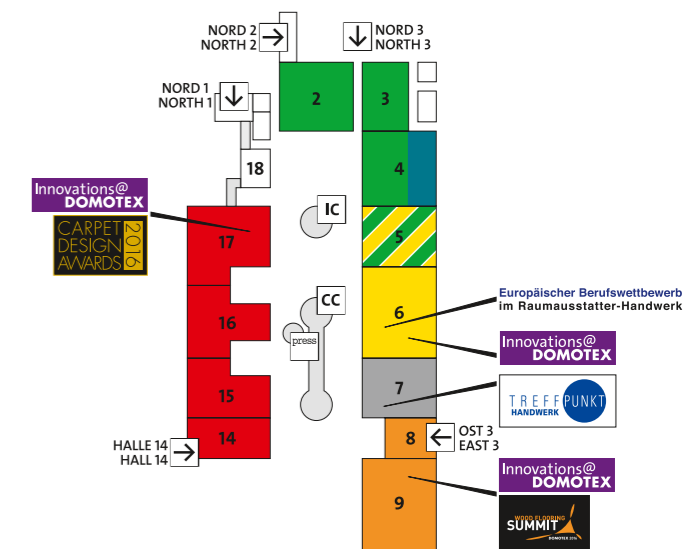 NORD 2
NORTH 2
NORD 3
NORTH 3
NORD 1
NORTH 1
2
3
18
4
Innovations@
DOMOTEX
CARPET
DESIGN
AWARDS
2016
IC
17
5
CC
Europäischer Berufswettbewerb
im Raumausstatter-Handwerk
6
16
press
Innovations@
DOMOTEX
7
15
TREFFPUNKT
HANDWERK
14
8
OST 3
EAST 3
HALLE 14
HALL 14
Innovations@
DOMOTEX
9
WOOD FLOORING
SUMMIT
DOMOTEX 2016